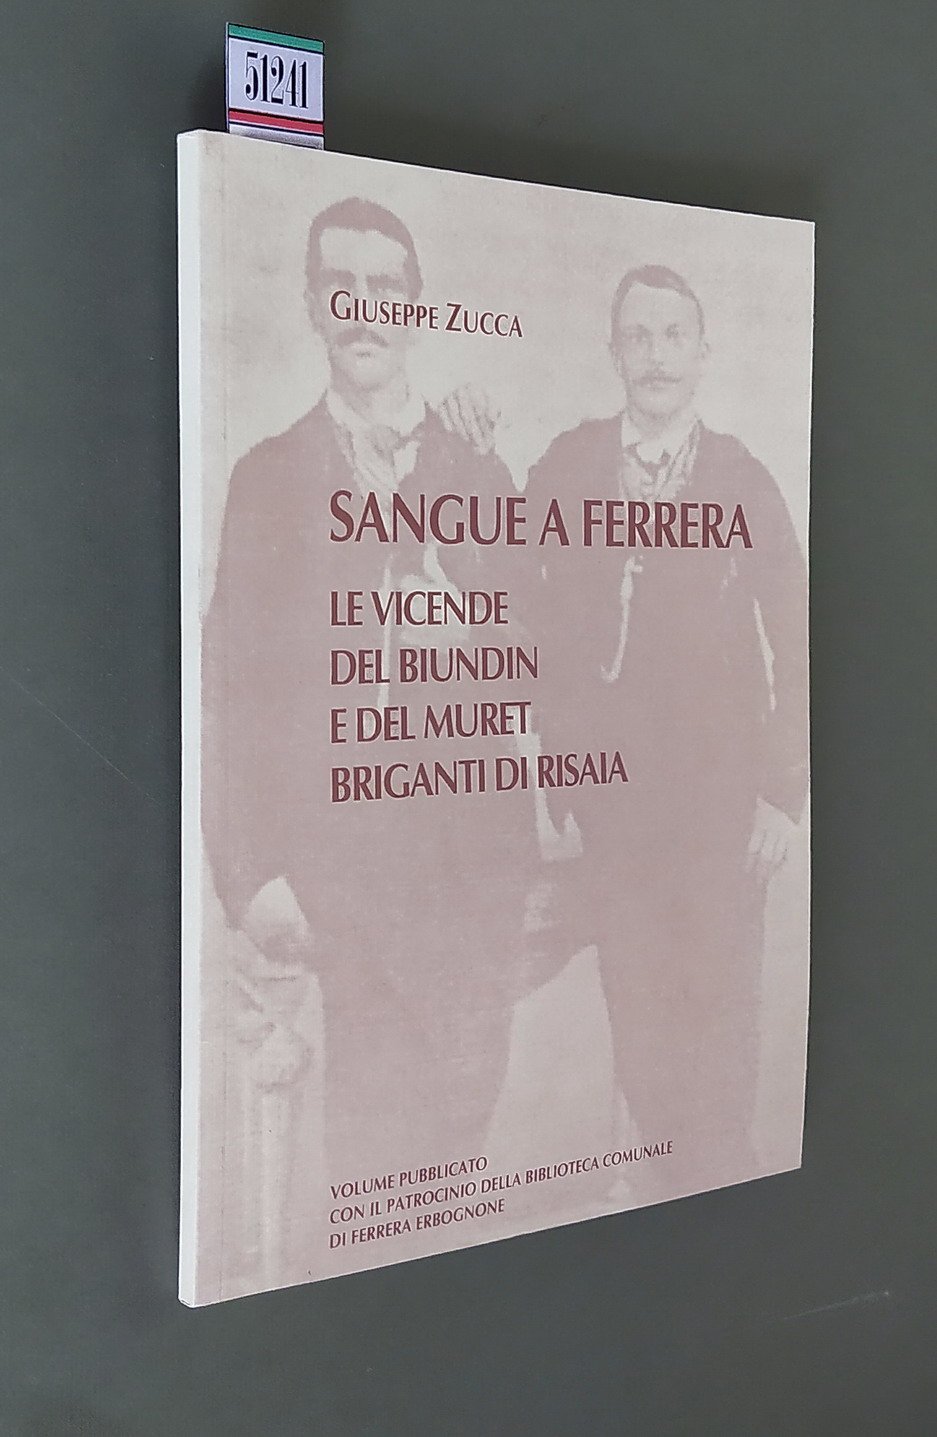 51241
GIUSEPPE ZUCCA
SANGUE A FERRERA
LE VICENDE
DEL BIUNDIN
E DEL MURET
BRIGANTI DI RISAIA
VOLUME PUBBLICATO
CON IL PATROCINIO DELLA BIBLIOTECA COMUNALE
DI FERRERA ERBOGNONE